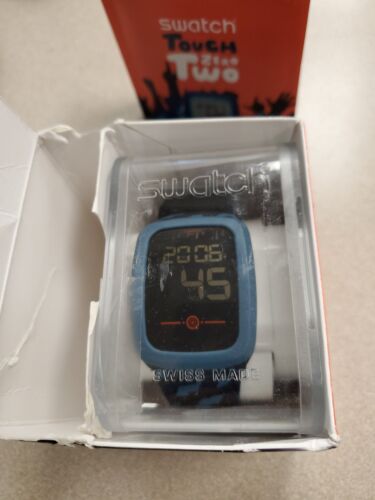 swatch
TOUCH
ZERO
TWO
swatch
20:06:
45
SWISS MADE